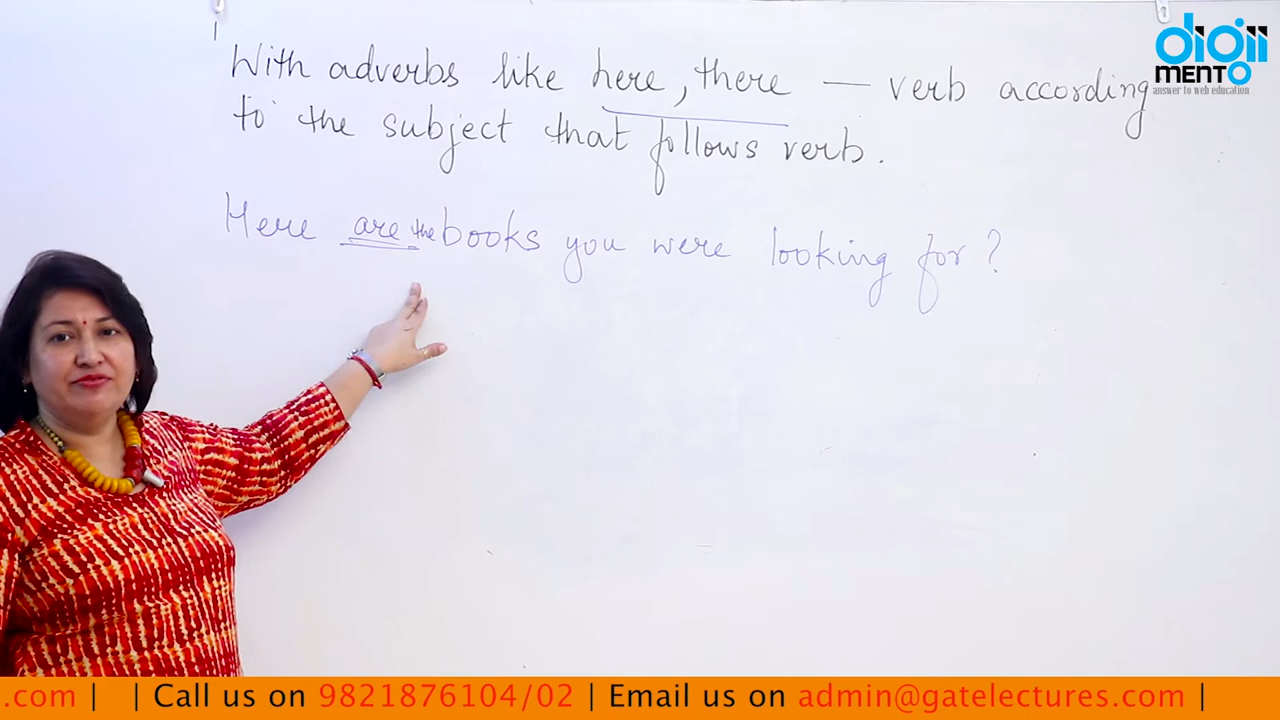 With adverbs like here, there — verb according
to the subject that follows verb.
Here are the books you were looking for?
digii
MENTO
answer to web education
.com | | Call us on 9821876104/02 | Email us on admin@gatelectures.com |